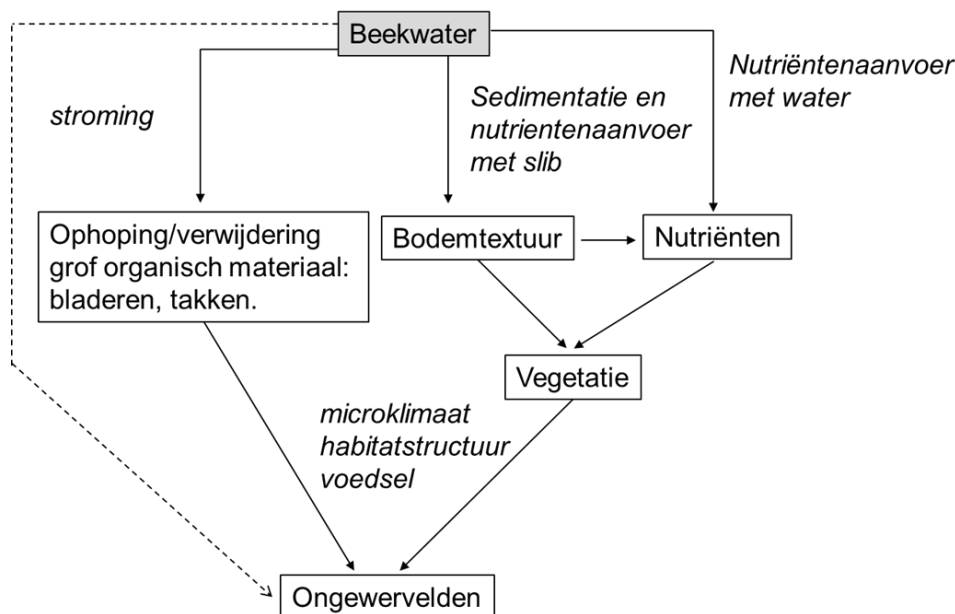 Beekwater
stroming
Sedimentatie en
nutrientenaanvoer
met slib
Nutriëntenaanvoer
met water
Ophoping/verwijdering
grof organisch materiaal:
bladeren, takken.
Bodemtextuur
Nutriënten
Vegetatie
microklimaat
habitatstructuur
voedsel
Ongewervelden